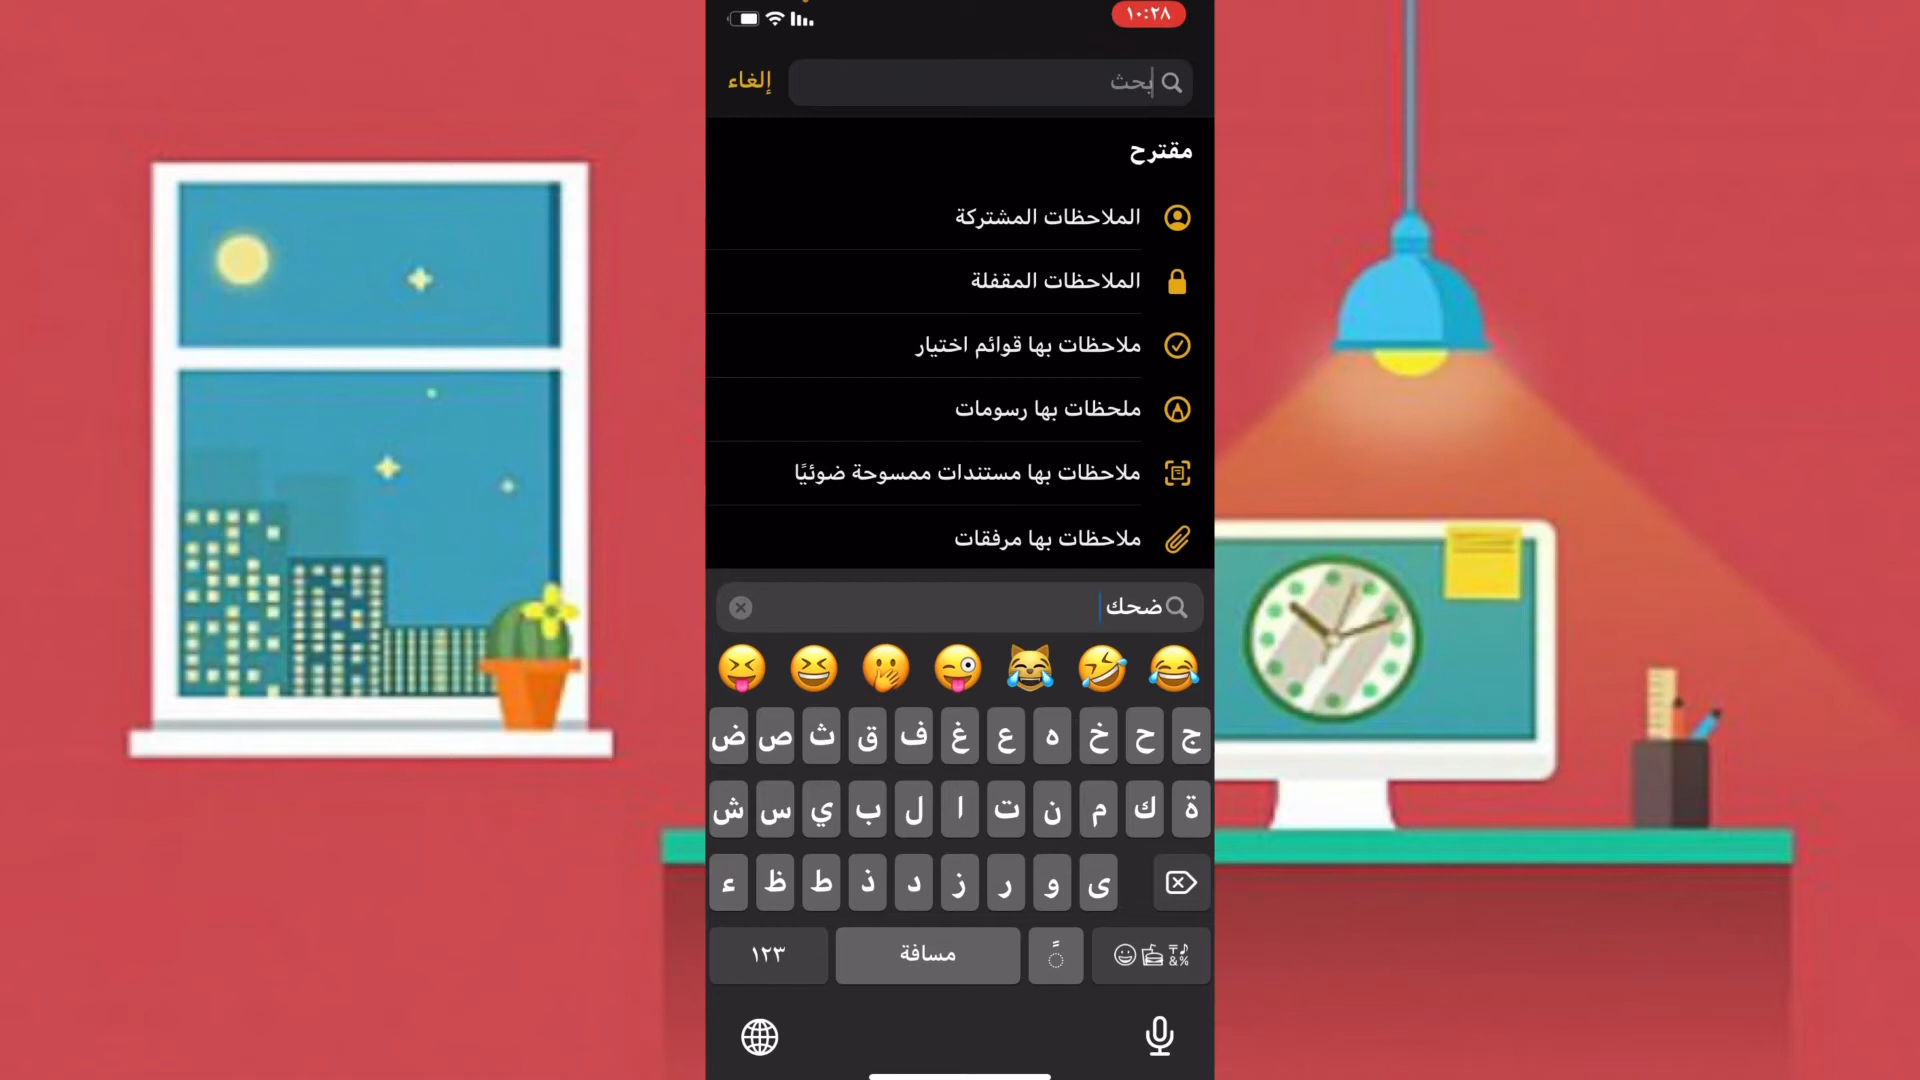 ١٠:٢٨
بحث
إلغاء
مقترح
الملاحظات المشتركة
الملاحظات المقفلة
ملاحظات بها قوائم اختيار
ملحظات بها رسومات
ملاحظات بها مستندات ممسوحة ضوئيًا
ملاحظات بها مرفقات
ضحك
ض ص ث ق ف غ ع ه خ ح ج
ش س ي ب ل ا ت ن م ك ة
ء ظ ط ذ د ز ر و ى
١٢٣ مسافة